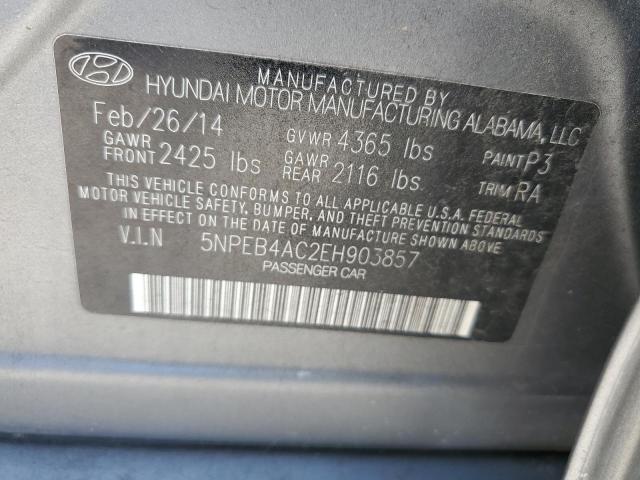 MANUFACTURED BY
HYUNDAI MOTOR MANUFACTURING ALABAMA, LLC
Feb/26/14 GVWR 4365 lbs PAINT P3
GAWR FRONT 2425 lbs GAWR REAR 2116 lbs TRIM RA
THIS VEHICLE CONFORMS TO ALL APPLICABLE U.S.A. FEDERAL
MOTOR VEHICLE SAFETY, BUMPER, AND THEFT PREVENTION STANDARDS
IN EFFECT ON THE DATE OF MANUFACTURE SHOWN ABOVE.
V.I.N 5NPEB4AC2EH903857
PASSENGER CAR